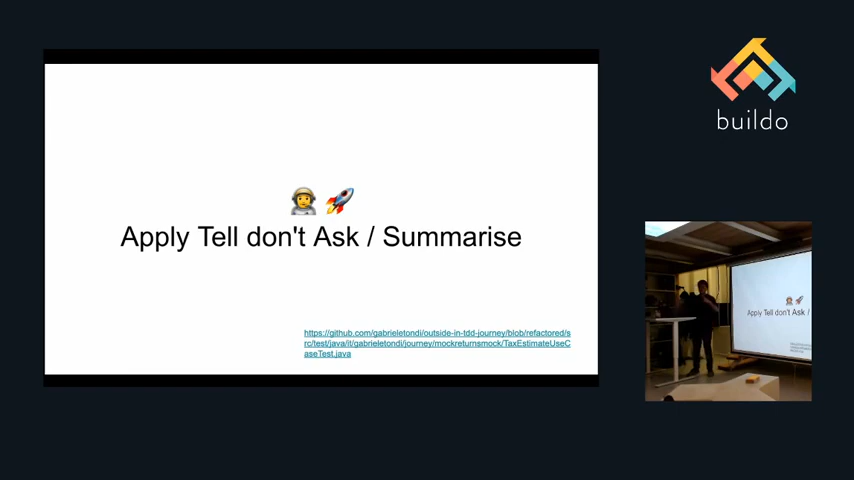 buildo
Apply Tell don't Ask / Summarise
https://github.com/gabrieletondi/outside-in-tdd-journey/blob/refactored/s
rc/test/java/it/gabrieletondi/journey/mockreturnsmock/TaxEstimateUseC
aseTest.java
Apply Tell don't Ask /